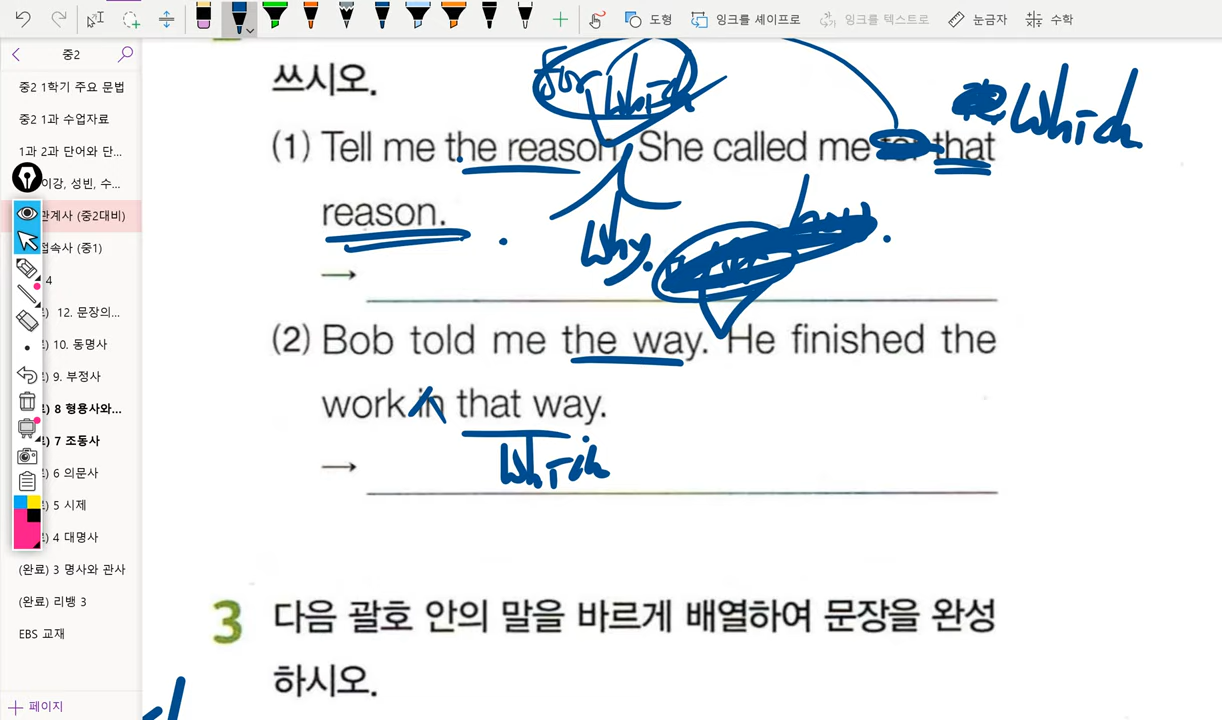 도형
잉크를 셰이프로
잉크를 텍스트로
눈금자
수학
중2
중2 1학기 주요 문법
중2 1과 수업자료
1과 2과 단어와 단...
이강, 성빈, 수...
관계사 (중2대비)
접속사 (중1)
4
12. 문장의...
10. 동명사
9. 부정사
8 형용사와...
7 조동사
6 의문사
5 시제
4 대명사
(완료) 3 명사와 관사
(완료) 리뱅 3
EBS 교재
페이지
쓰시오.
for which
which
(1) Tell me the reason. She called me for that
reason.
why.
how
→
(2) Bob told me the way. He finished the
work in that way.
→
which
3 다음 괄호 안의 말을 바르게 배열하여 문장을 완성
하시오.